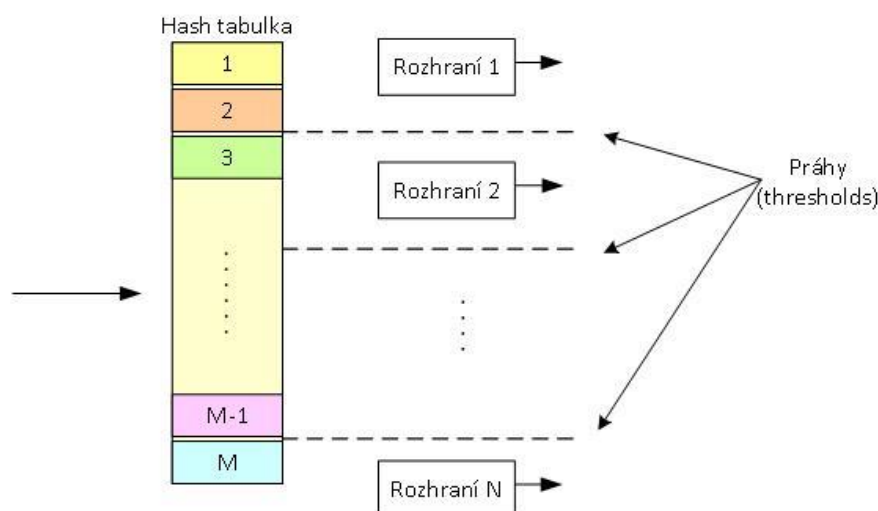 Hash tabulka
1
2
3
M-1
M
Rozhraní 1
Rozhraní 2
Rozhraní N
Práhy
(thresholds)